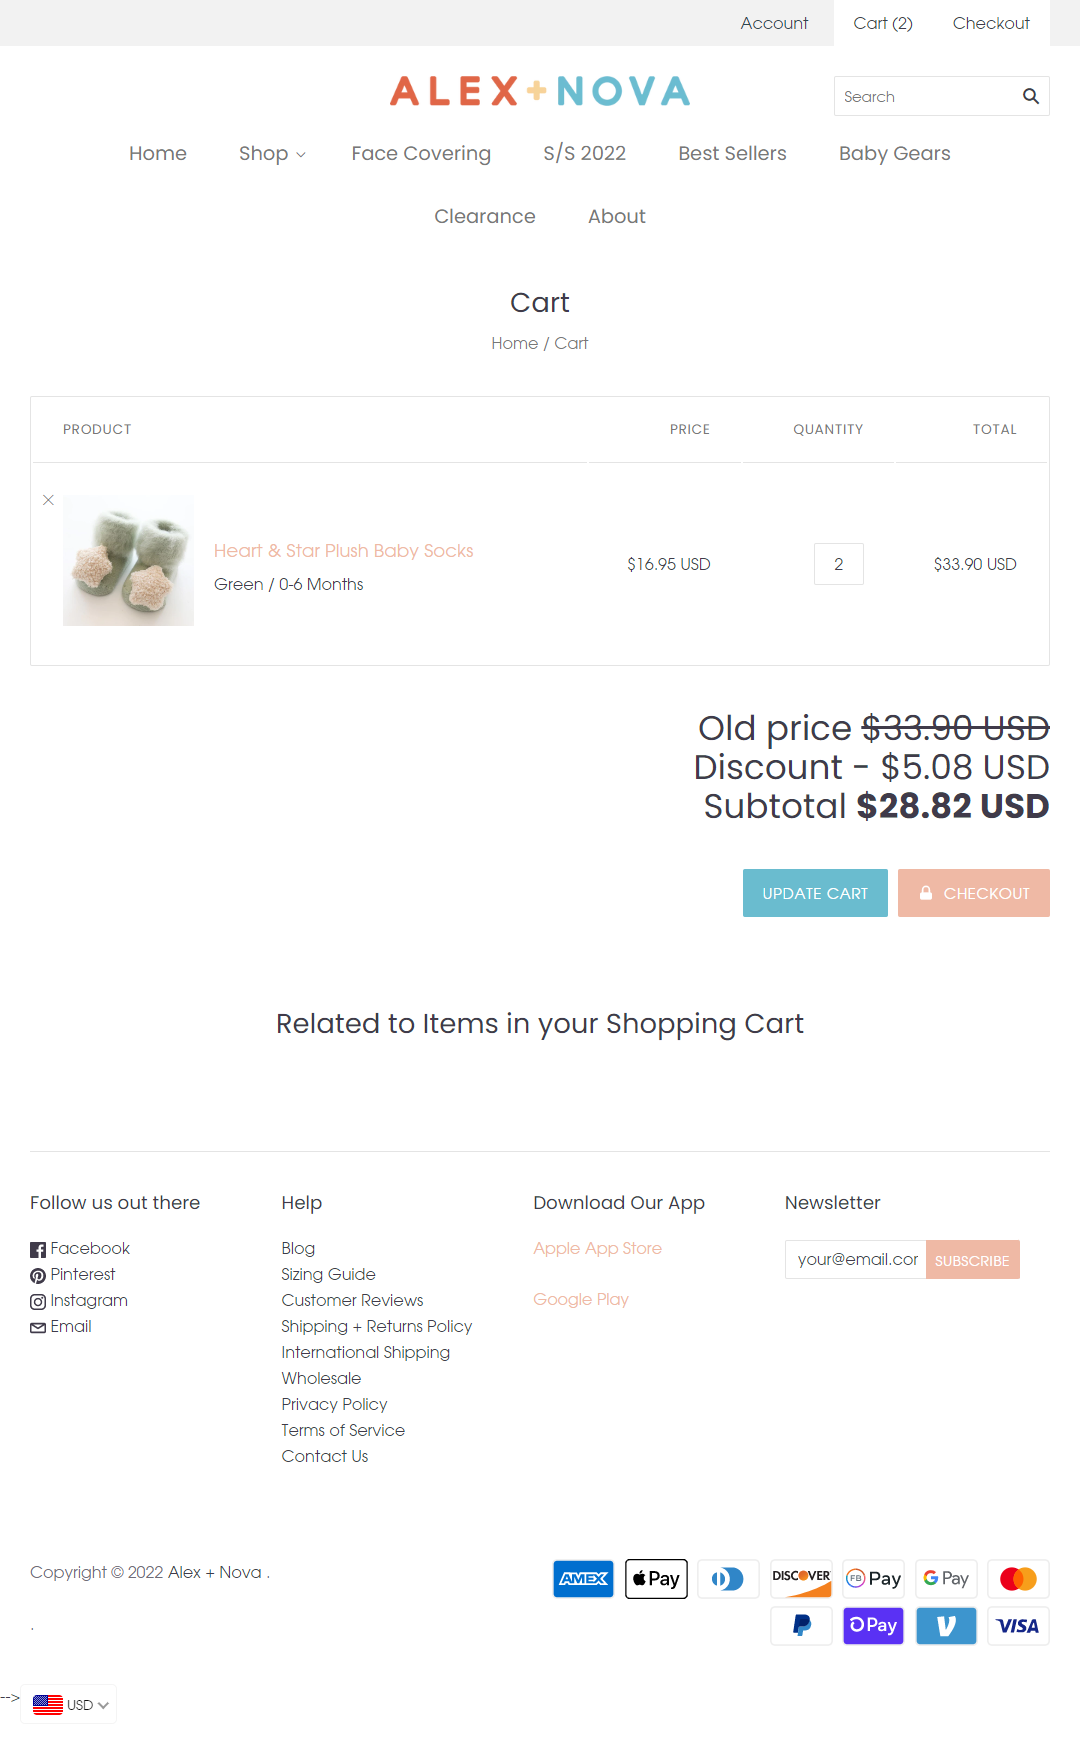 Account
Cart (2)
Checkout
ALEX+NOVA
Search
Home
Shop
Face Covering
S/S 2022
Best Sellers
Baby Gears
Clearance
About
Cart
Home / Cart
PRODUCT
PRICE
QUANTITY
TOTAL
Heart & Star Plush Baby Socks
Green / 0-6 Months
$16.95 USD
2
$33.90 USD
Old price $33.90 USD
Discount - $5.08 USD
Subtotal $28.82 USD
UPDATE CART
CHECKOUT
Related to Items in your Shopping Cart
Follow us out there
Facebook
Pinterest
Instagram
Email
Help
Blog
Sizing Guide
Customer Reviews
Shipping + Returns Policy
International Shipping
Wholesale
Privacy Policy
Terms of Service
Contact Us
Download Our App
Apple App Store
Google Play
Newsletter
your@email.cor
SUBSCRIBE
Copyright © 2022 Alex + Nova .
.
AMEX
Pay
DISCOVER
FB Pay
G Pay
Pay
VISA
-->
USD